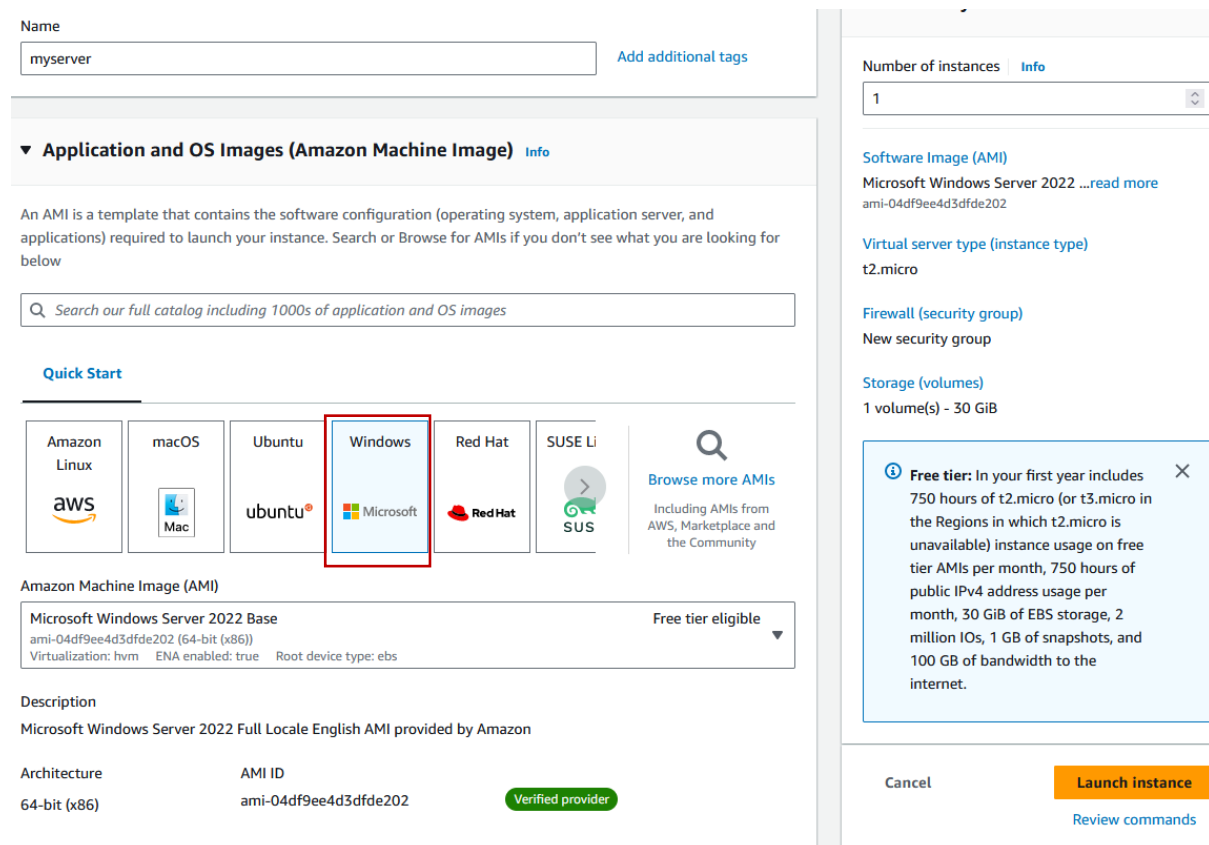 Name
myserver
Add additional tags
Application and OS Images (Amazon Machine Image) Info
An AMI is a template that contains the software configuration (operating system, application server, and
applications) required to launch your instance. Search or Browse for AMIs if you don't see what you are looking for
below
Search our full catalog including 1000s of application and OS images
Quick Start
Amazon
Linux
aws
macOS
Mac
Ubuntu
ubuntu
Windows
Microsoft
Red Hat
Red Hat
SUSE Li
SUS
Browse more AMIs
Including AMIs from
AWS, Marketplace and
the Community
Amazon Machine Image (AMI)
Microsoft Windows Server 2022 Base
Free tier eligible
ami-04df9ee4d3dfde202 (64-bit (x86))
Virtualization: hvm ENA enabled: true Root device type: ebs
Description
Microsoft Windows Server 2022 Full Locale English AMI provided by Amazon
Architecture
64-bit (x86)
AMI ID
ami-04df9ee4d3dfde202
Verified provider
Number of instances Info
1
Software Image (AMI)
Microsoft Windows Server 2022 ...read more
ami-04df9ee4d3dfde202
Virtual server type (instance type)
t2.micro
Firewall (security group)
New security group
Storage (volumes)
1 volume(s) - 30 GiB
Free tier: In your first year includes
750 hours of t2.micro (or t3.micro in
the Regions in which t2.micro is
unavailable) instance usage on free
tier AMIs per month, 750 hours of
public IPv4 address usage per
month, 30 GiB of EBS storage, 2
million IOs, 1 GB of snapshots, and
100 GB of bandwidth to the
internet.
Cancel
Launch instance
Review commands